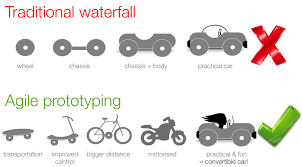 Traditional waterfall
wheel
chassis
chassis + body
practical car
Agile prototyping
transportation
improved
control
bigger distance
motorised
practical & fun
= convertible car!